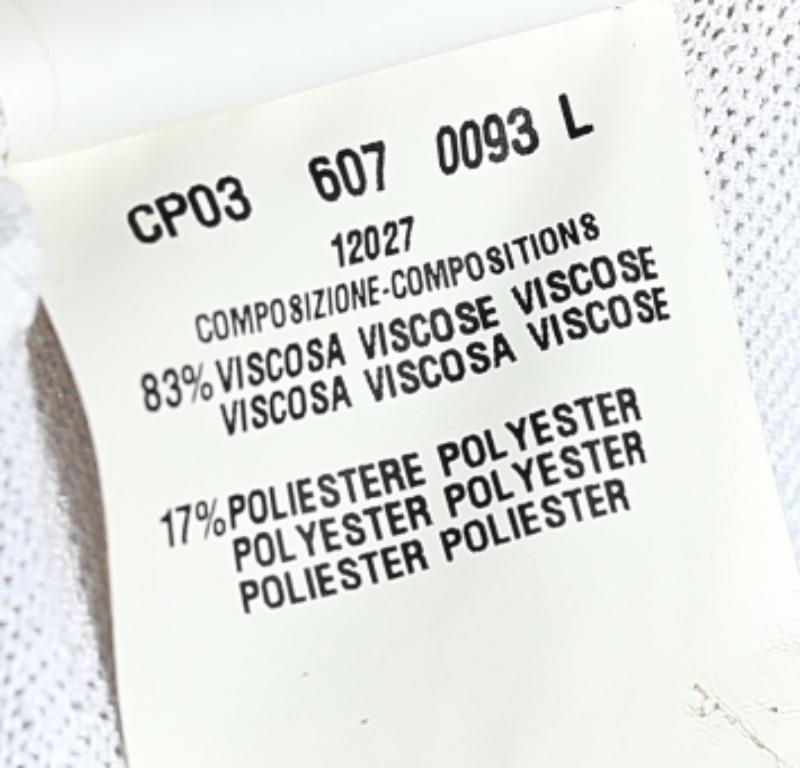 CP03 607 0093 L
12027
COMPOSIZIONE-COMPOSITIONS
83% VISCOSA VISCOSE VISCOSE
VISCOSA VISCOSA VISCOSE
17% POLIESTERE POLYESTER
POLYESTER POLYESTER
POLIESTER POLIESTER